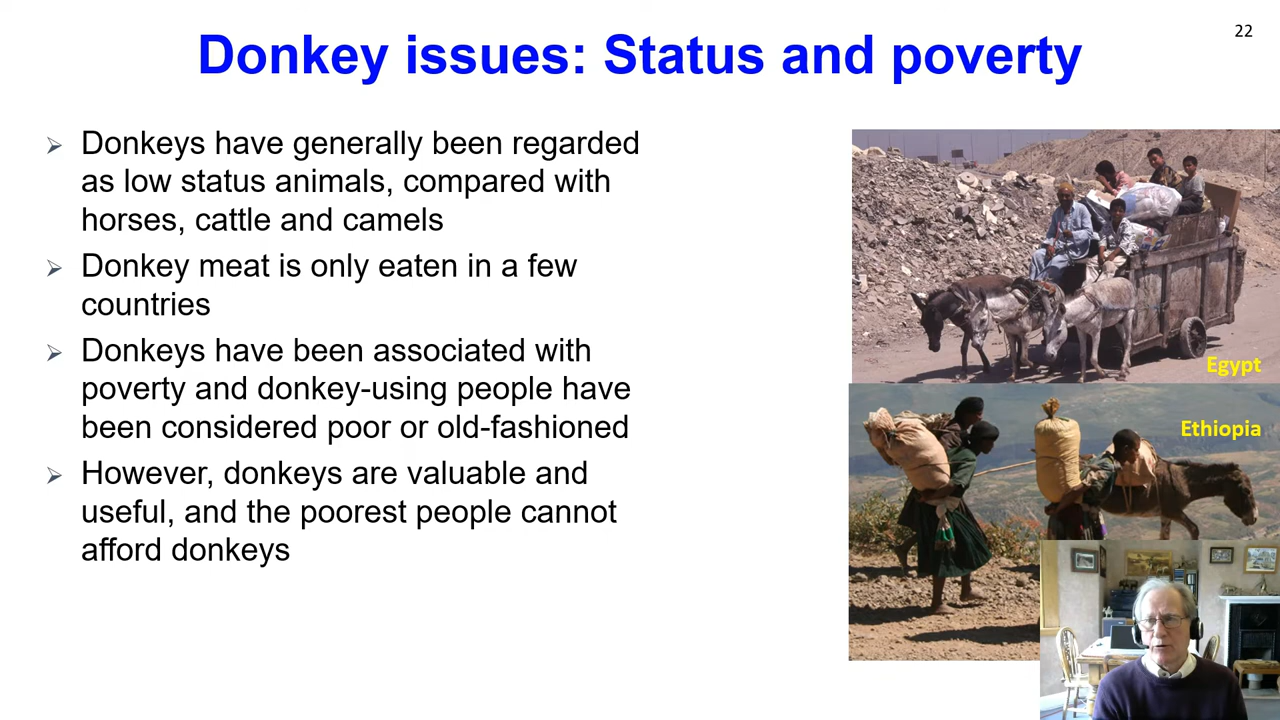 22
Donkey issues: Status and poverty
➢ Donkeys have generally been regarded
as low status animals, compared with
horses, cattle and camels
➢ Donkey meat is only eaten in a few
countries
➢ Donkeys have been associated with
poverty and donkey-using people have
been considered poor or old-fashioned
➢ However, donkeys are valuable and
useful, and the poorest people cannot
afford donkeys
Egypt
Ethiopia